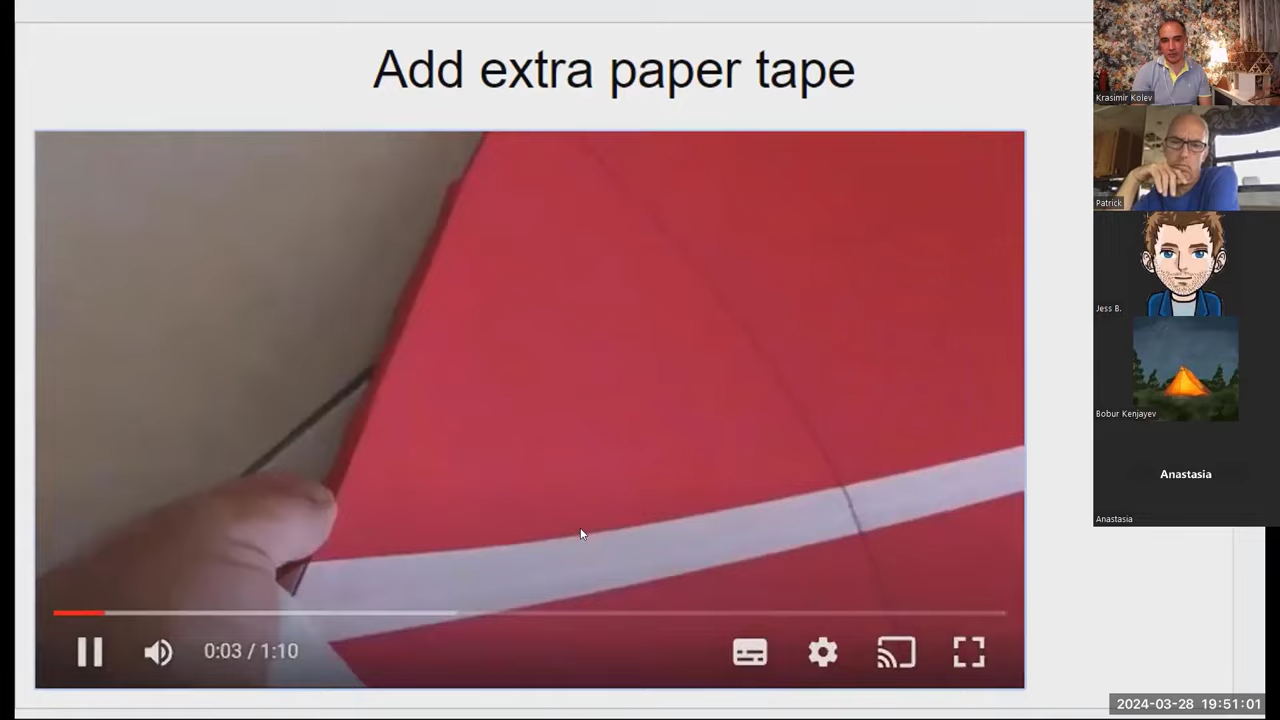 Add extra paper tape
0:03 / 1:10
Krasimir Kolev
Patrick
Jess B.
Bobur Kenjayev
Anastasia
Anastasia
2024-03-28 19:51:01